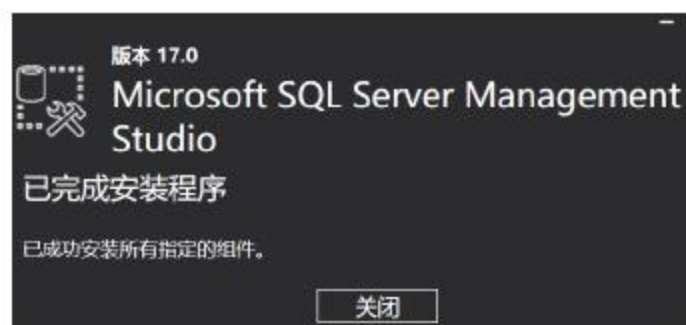 版本 17.0
Microsoft SQL Server Management
Studio
已完成安装程序
已成功安装所有指定的组件。
关闭